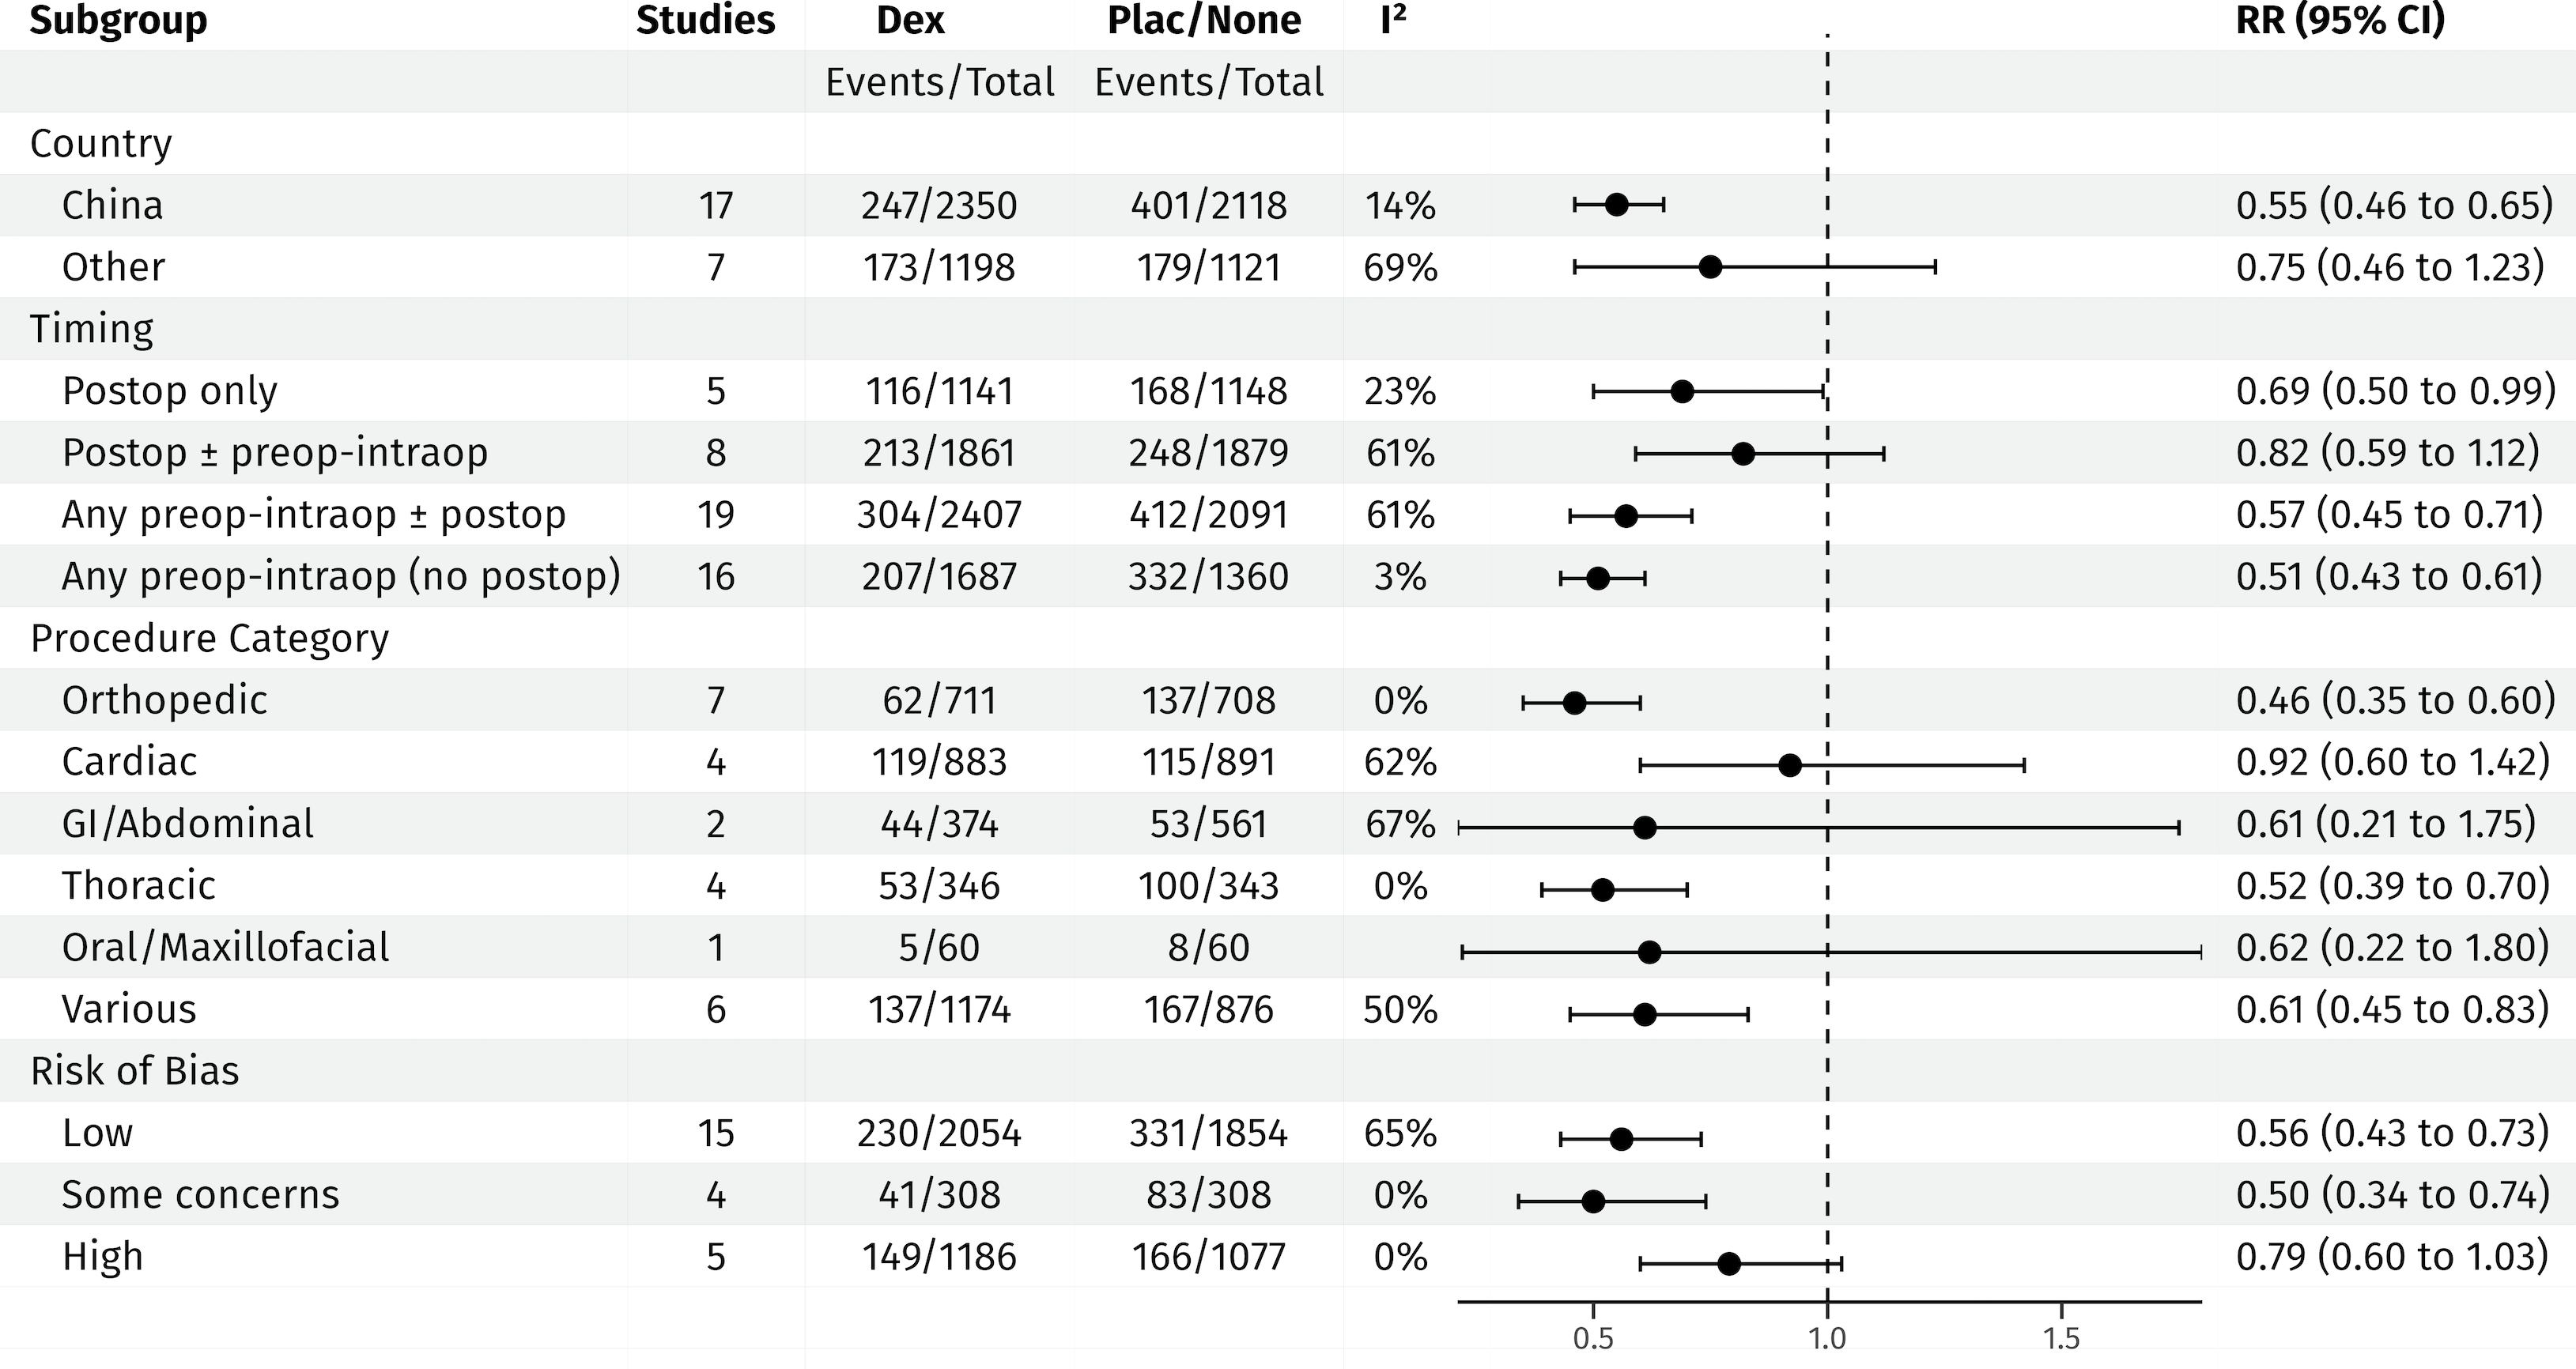 Subgroup Studies Dex Plac/None I² RR (95% CI)
Events/Total Events/Total
Country
China 17 247/2350 401/2118 14% 0.55 (0.46 to 0.65)
Other 7 173/1198 179/1121 69% 0.75 (0.46 to 1.23)
Timing
Postop only 5 116/1141 168/1148 23% 0.69 (0.50 to 0.99)
Postop ± preop-intraop 8 213/1861 248/1879 61% 0.82 (0.59 to 1.12)
Any preop-intraop ± postop 19 304/2407 412/2091 61% 0.57 (0.45 to 0.71)
Any preop-intraop (no postop) 16 207/1687 332/1360 3% 0.51 (0.43 to 0.61)
Procedure Category
Orthopedic 7 62/711 137/708 0% 0.46 (0.35 to 0.60)
Cardiac 4 119/883 115/891 62% 0.92 (0.60 to 1.42)
GI/Abdominal 2 44/374 53/561 67% 0.61 (0.21 to 1.75)
Thoracic 4 53/346 100/343 0% 0.52 (0.39 to 0.70)
Oral/Maxillofacial 1 5/60 8/60 0.62 (0.22 to 1.80)
Various 6 137/1174 167/876 50% 0.61 (0.45 to 0.83)
Risk of Bias
Low 15 230/2054 331/1854 65% 0.56 (0.43 to 0.73)
Some concerns 4 41/308 83/308 0% 0.50 (0.34 to 0.74)
High 5 149/1186 166/1077 0% 0.79 (0.60 to 1.03)
0.5 1.0 1.5